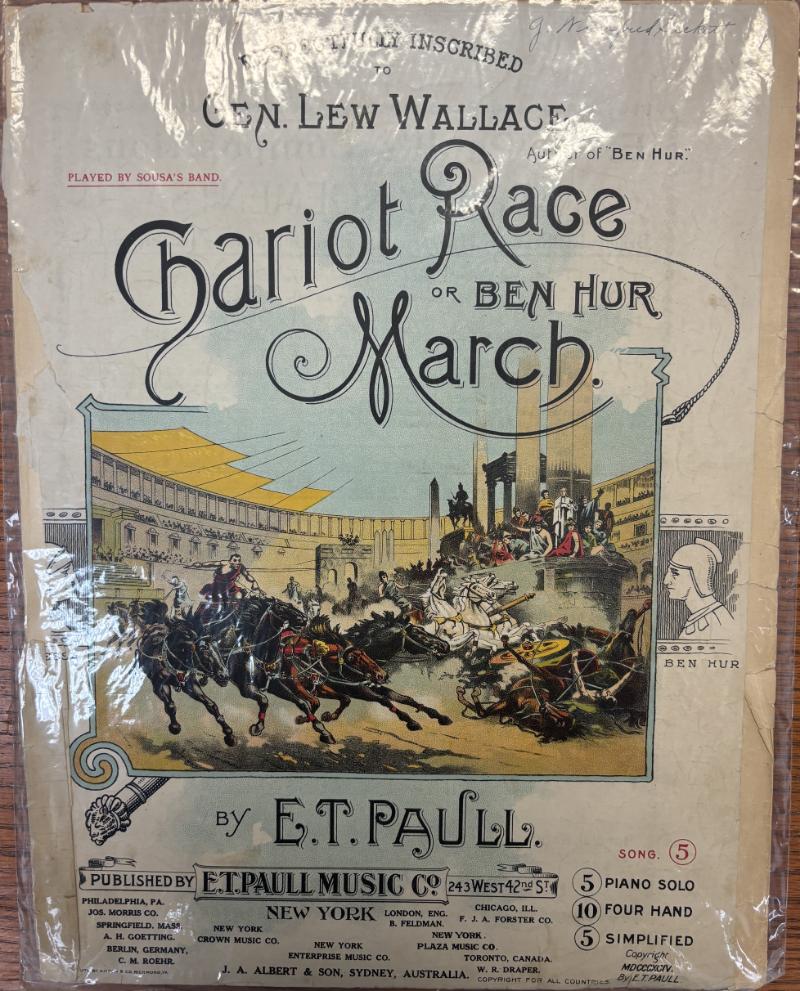 RESPECTFULLY INSCRIBED
TO
GEN. LEW WALLACE
Author of "BEN HUR."
PLAYED BY SOUSA'S BAND.
Chariot Race
OR BEN HUR
March.
BEN HUR
BY E.T. PAULL.
SONG. 5
PUBLISHED BY E.T. PAULL MUSIC CO. 243 WEST 42nd ST.
NEW YORK
5 PIANO SOLO
10 FOUR HAND
5 SIMPLIFIED
PHILADELPHIA, PA.
JOS. MORRIS CO.
SPRINGFIELD, MASS.
A. H. GOETTING.
BERLIN, GERMANY,
C. M. ROEHR.
NEW YORK
CROWN MUSIC CO.
NEW YORK
ENTERPRISE MUSIC CO.
LONDON, ENG.
B. FELDMAN.
CHICAGO, ILL.
F. J. A. FORSTER CO.
NEW YORK.
PLAZA MUSIC CO.
TORONTO, CANADA.
W. R. DRAPER.
J. A. ALBERT & SON, SYDNEY, AUSTRALIA.
COPYRIGHT FOR ALL COUNTRIES.
Copyright
MDCCCXCIV.
By E.T. PAULL